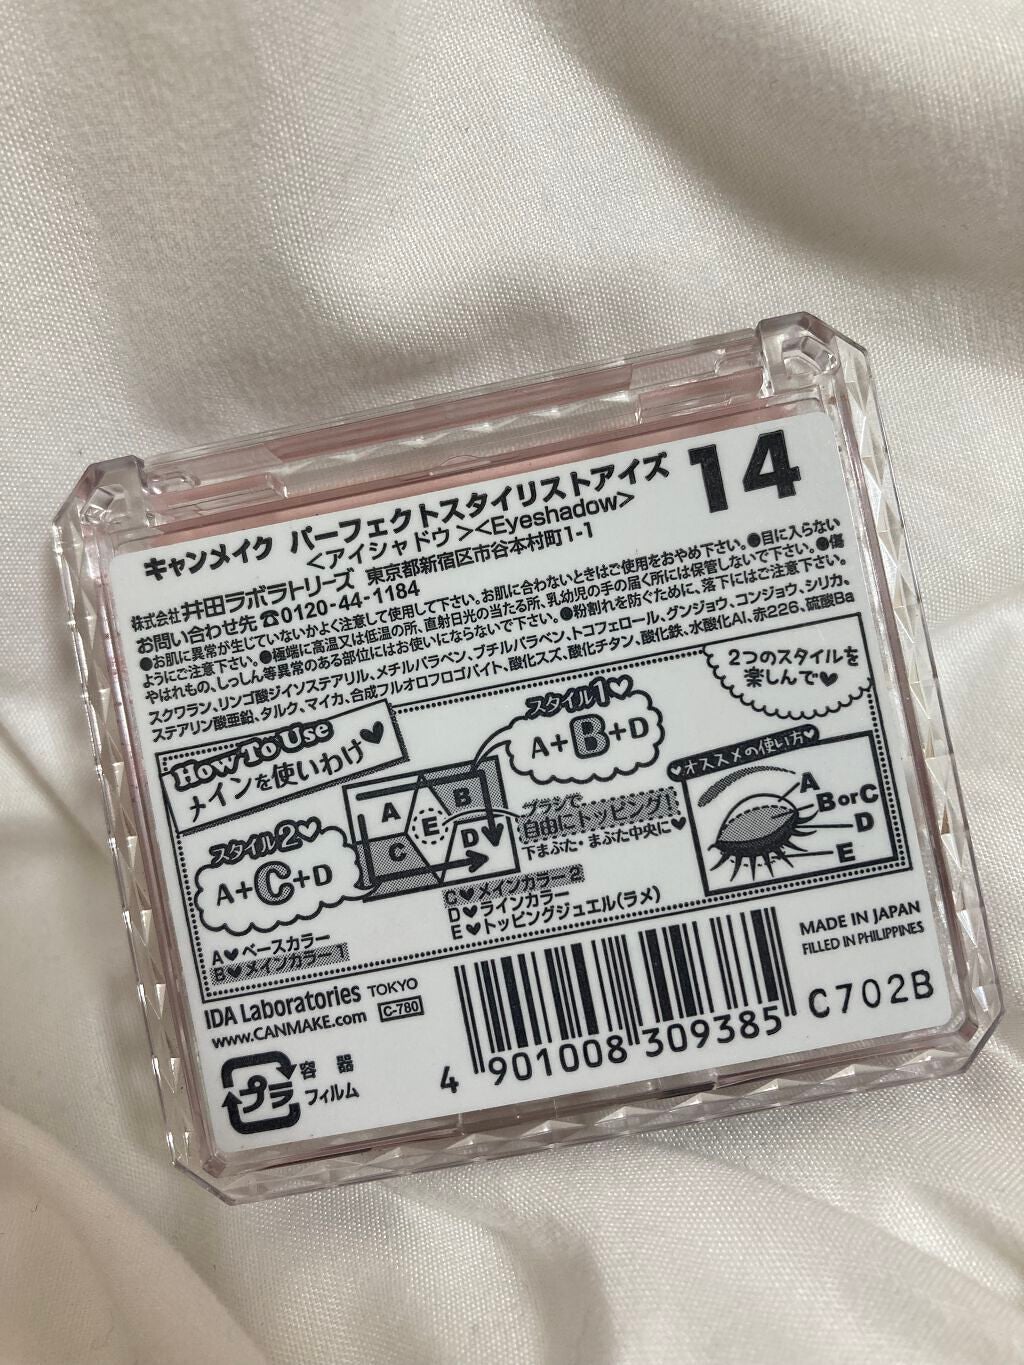 キャンメイク パーフェクトスタイリストアイズ
14
<アイシャドウ><Eyeshadow>
株式会社井田ラボラトリーズ 東京都新宿区市谷本村町1-1
お問い合わせ先☎0120-44-1184
●お肌に異常が生じていないかよく注意して使用して下さい。お肌に合わないときはご使用をおやめ下さい。●目に入らない
ようにご注意下さい。●極端に高温又は低温の所、直射日光の当たる所、乳幼児の手の届く所には保管しないで下さい。●傷
やはれもの、しっしん等異常のある部位にはお使いにならないで下さい。●粉割れを防ぐために、落下にはご注意下さい。
スクワラン、リンゴ酸ジイソステアリル、メチルパラベン、ブチルパラベン、トコフェロール、グンジョウ、コンジョウ、シリカ、
ステアリン酸亜鉛、タルク、マイカ、合成フルオロフロゴパイト、酸化スズ、酸化チタン、酸化鉄、水酸化Al、赤226、硫酸Ba
How To Use
メインを使いわけ♥
2つのスタイルを
楽しんで♥
スタイル1♥
A+B+D
スタイル2♥
A+C+D
A
B
E
C
D
ブラシで
自由にトッピング!
下まぶた・まぶた中央に♥
♥オススメの使い方♥
A
B or C
D
E
A♥ベースカラー
B♥メインカラー1
C♥メインカラー2
D♥ラインカラー
E♥トッピングジュエル(ラメ)
IDA Laboratories TOKYO
www.CANMAKE.com C-780
MADE IN JAPAN
FILLED IN PHILIPPINES
プラ
容器
フィルム
4 901008 309385
C702B